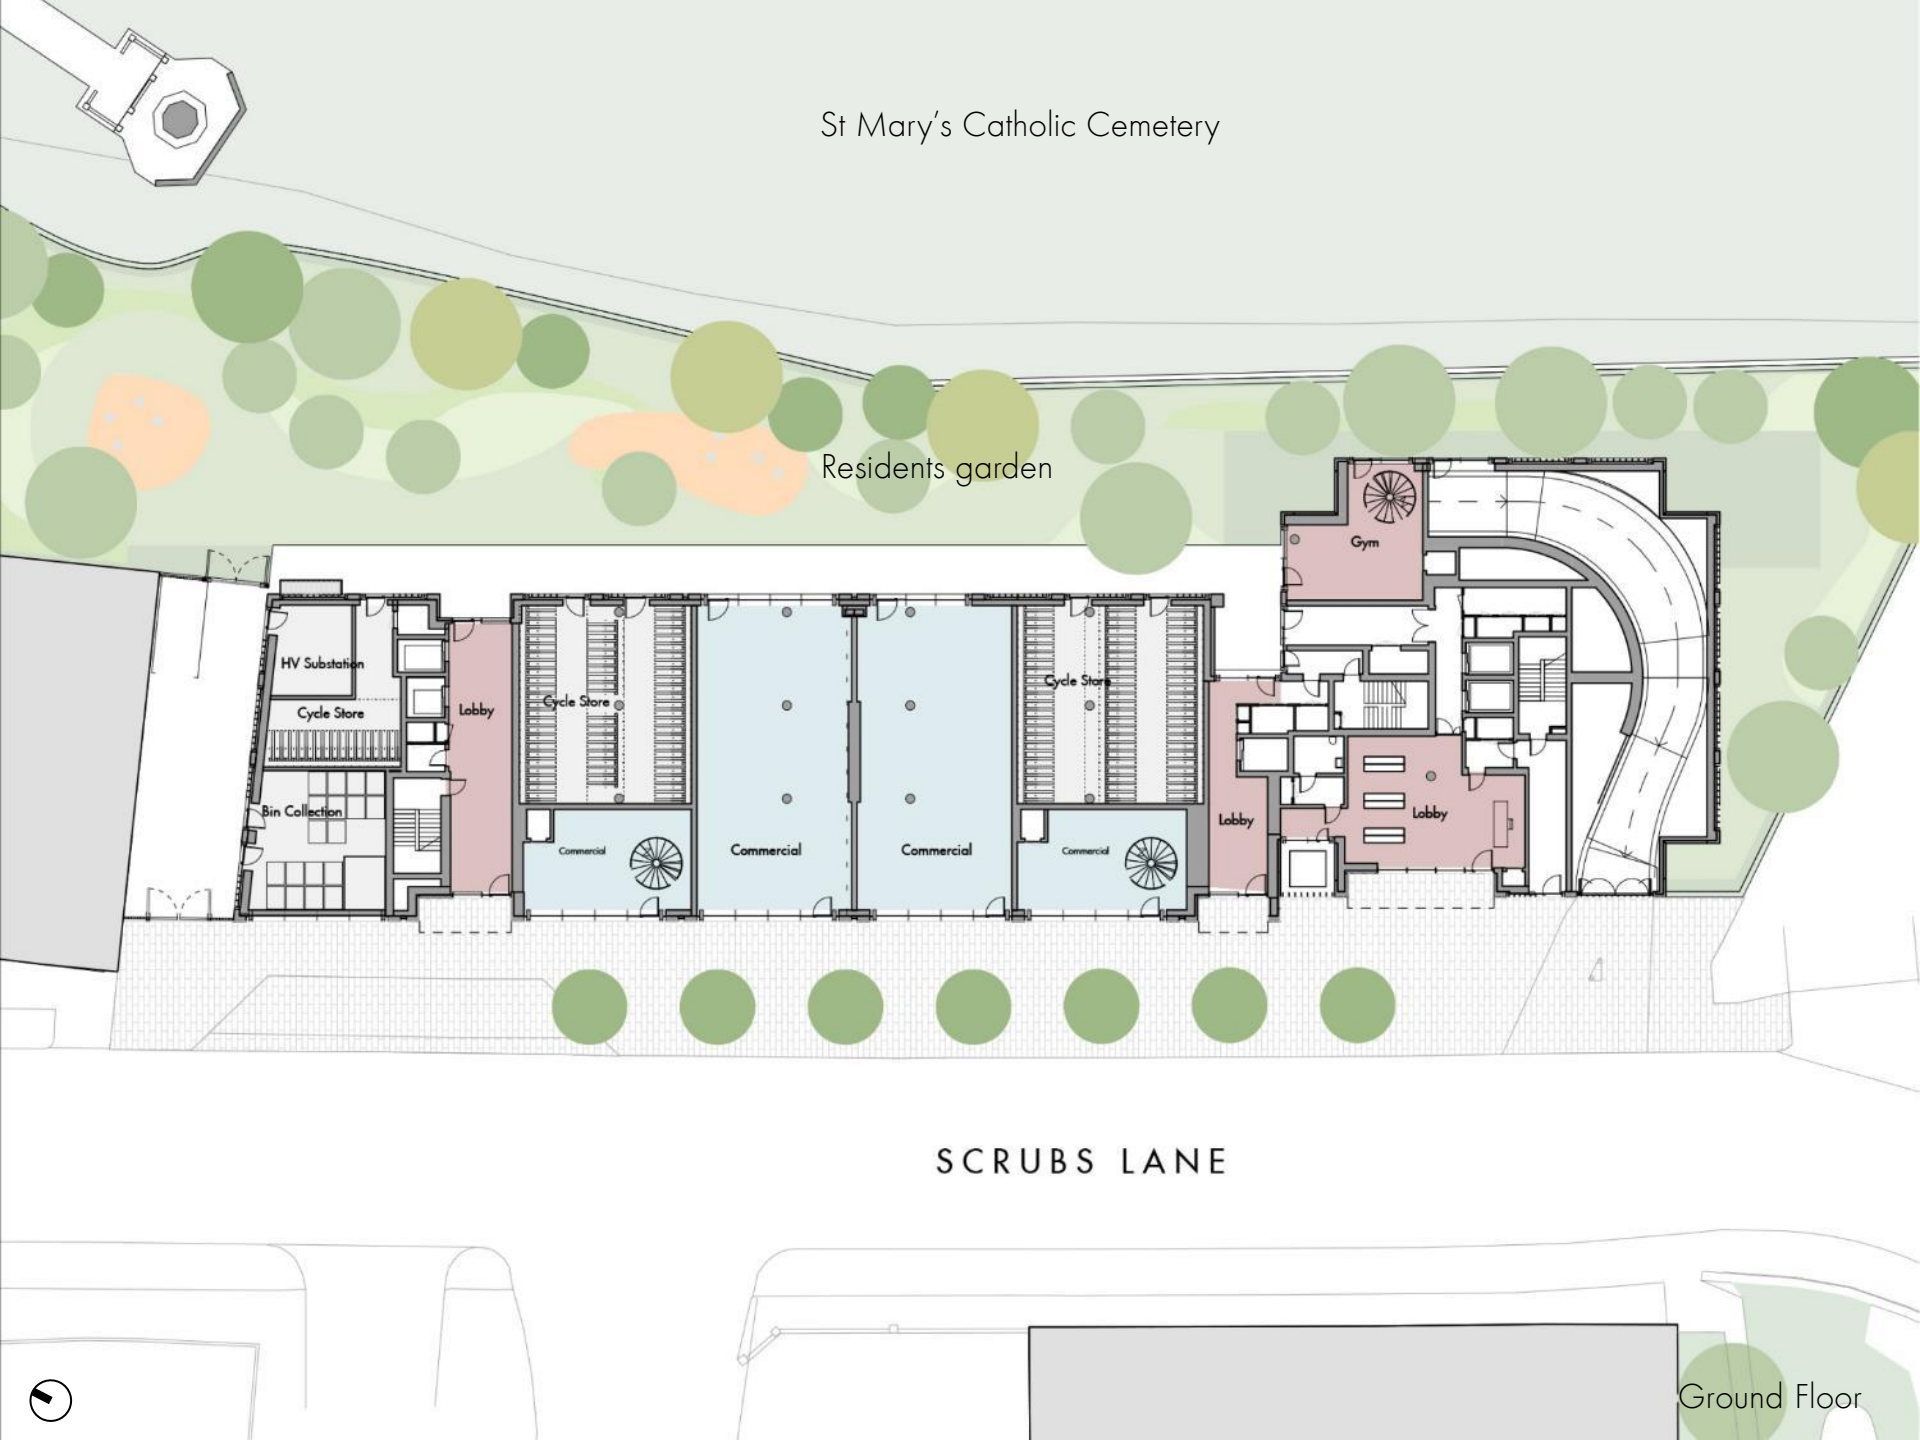 St Mary's Catholic Cemetery
Residents garden
Gym
HV Substation
Cycle Store
Lobby
Cycle Store
Cycle Store
Bin Collection
Commercial
Commercial
Commercial
Commercial
Lobby
Lobby
SCRUBS LANE
Ground Floor